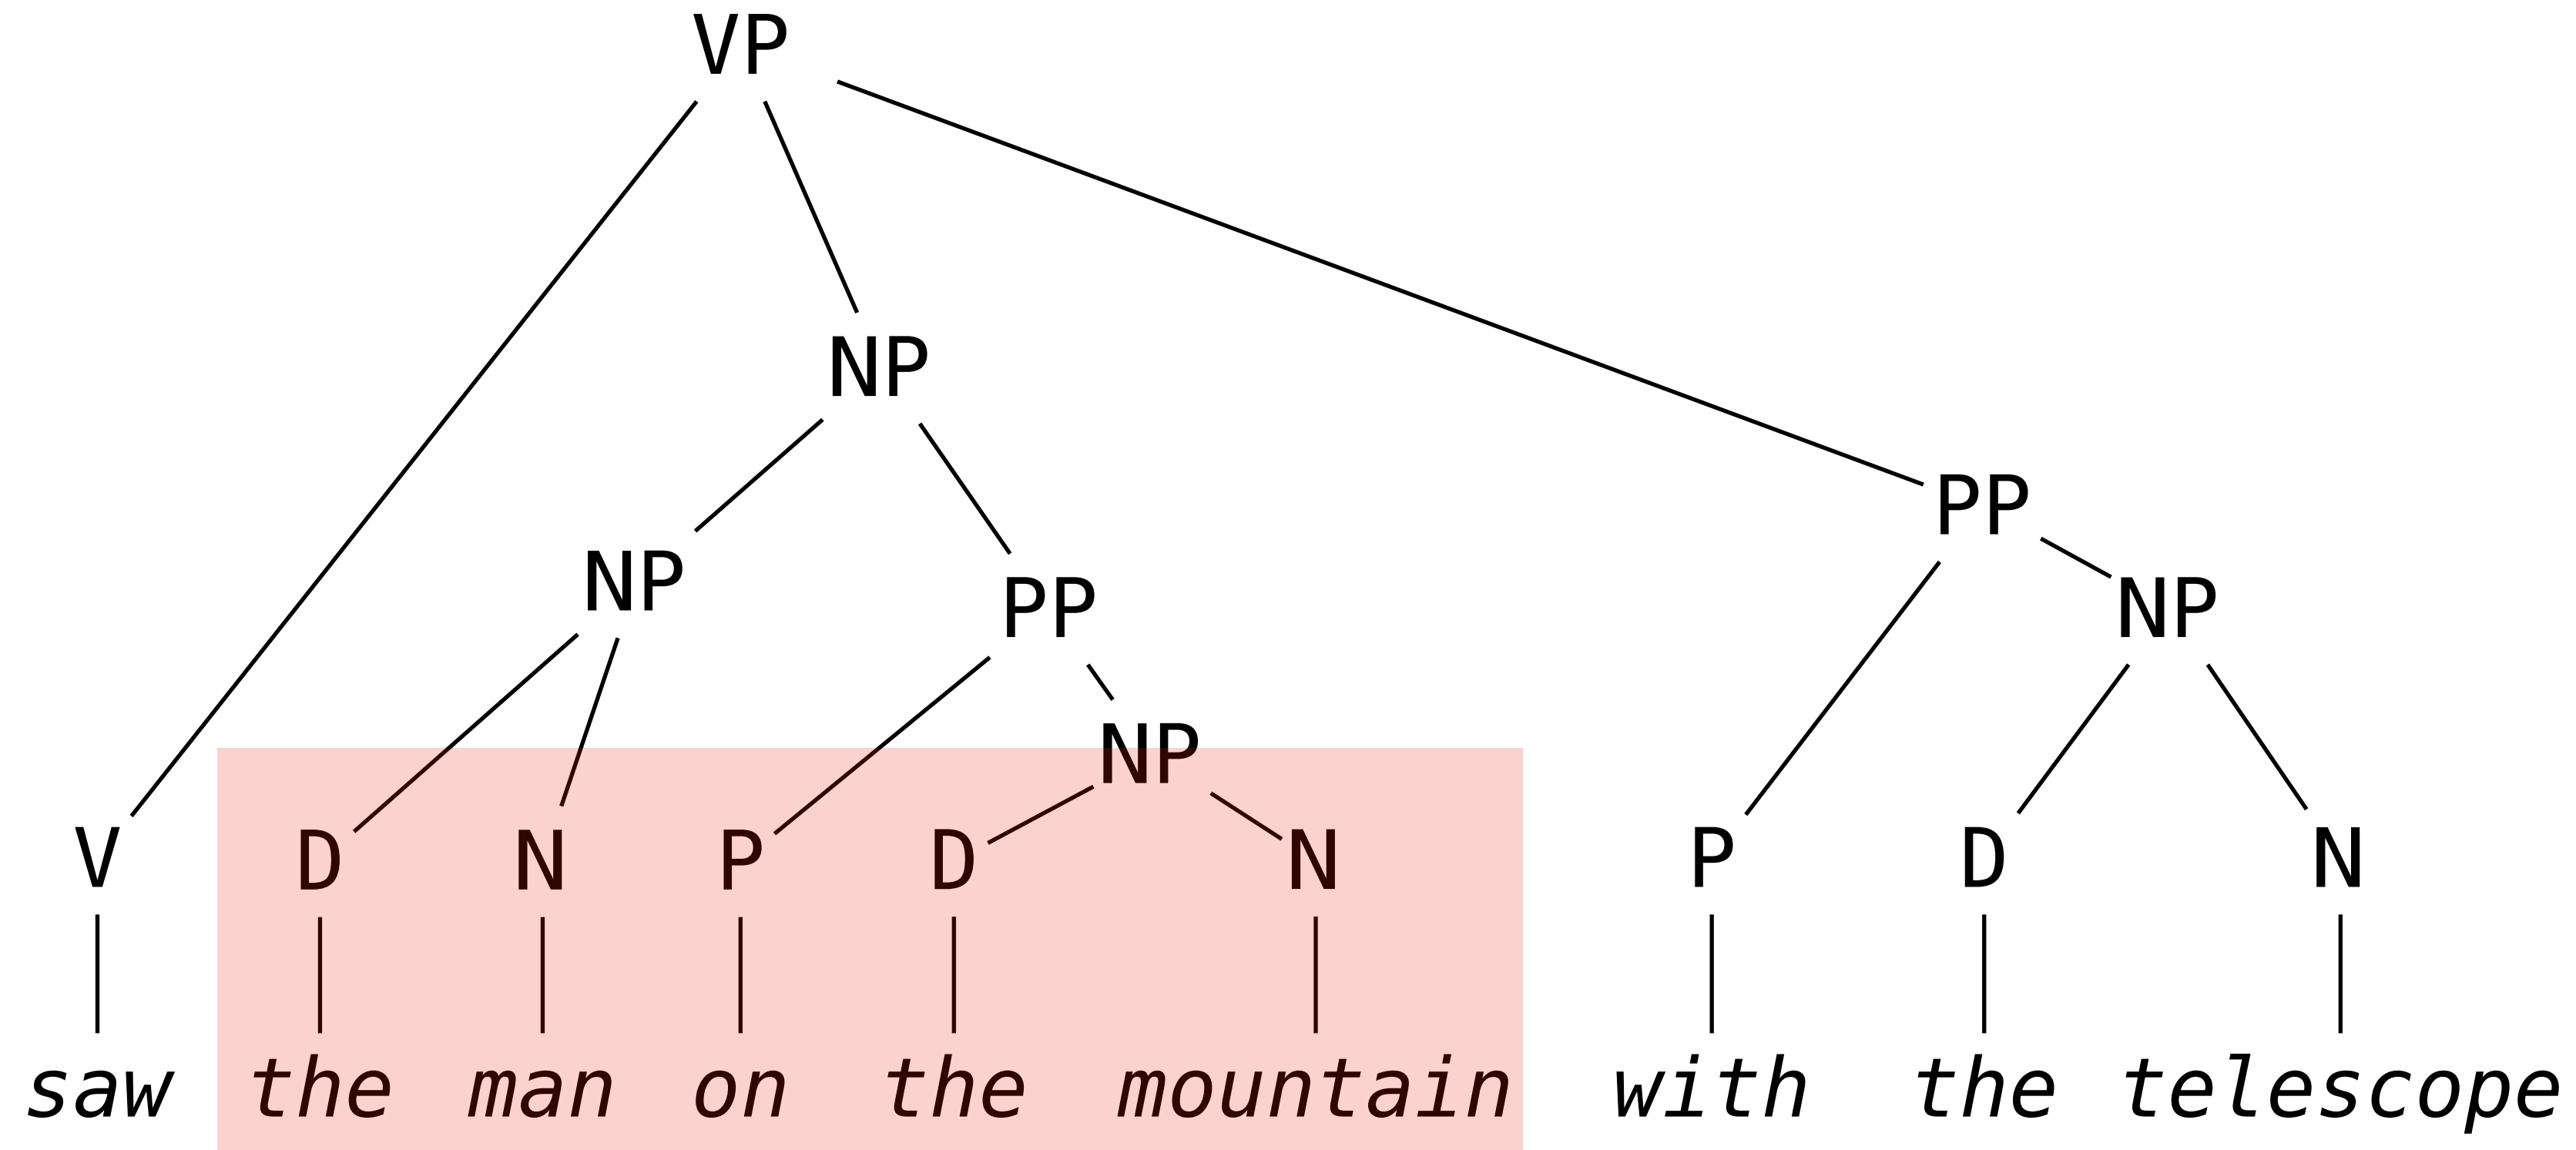 VP
NP
PP
NP
PP
NP
NP
V D N P D N P D N
saw the man on the mountain with the telescope